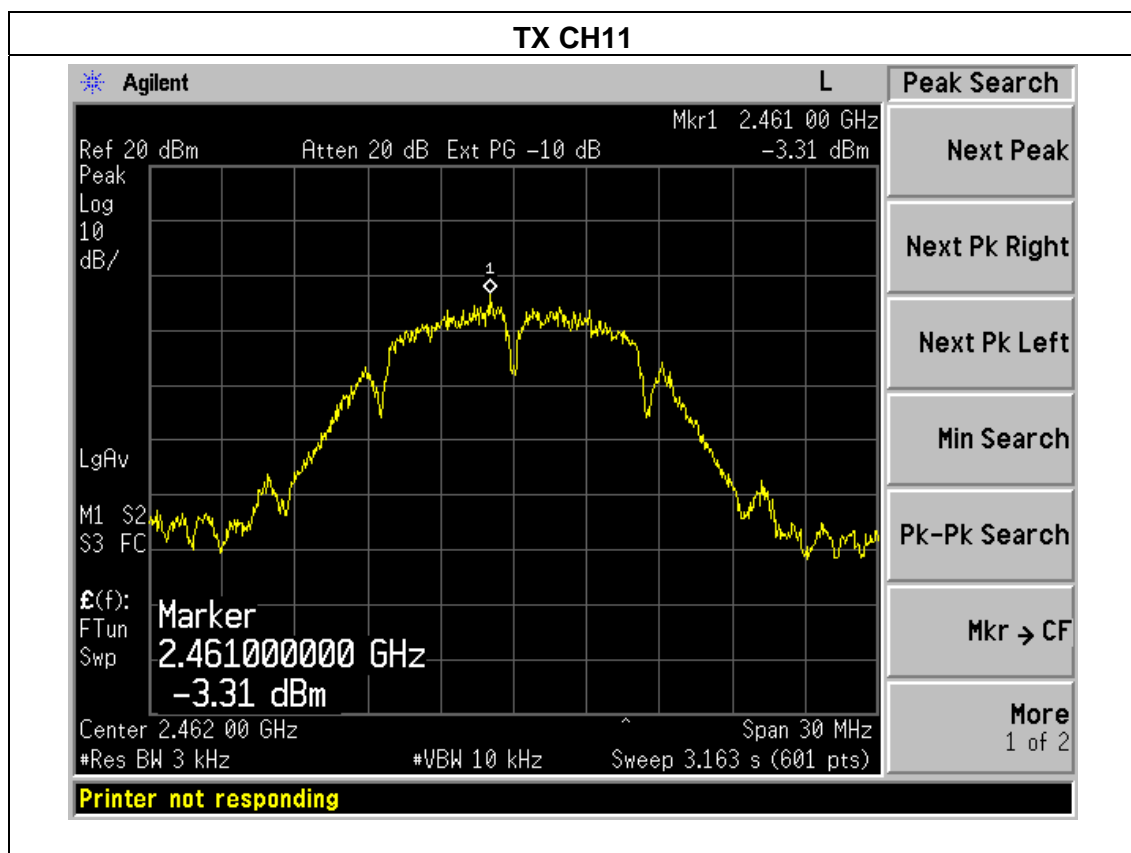 TX CH11
Agilent L Peak Search
Mkr1 2.461 00 GHz
Ref 20 dBm Atten 20 dB Ext PG -10 dB -3.31 dBm
Peak
Log
10
dB/
1
LgAv
M1 S2
S3 FC
£(f):
FTun
Swp
Marker
2.461000000 GHz
-3.31 dBm
Center 2.462 00 GHz ^ Span 30 MHz
#Res BW 3 kHz #VBW 10 kHz Sweep 3.163 s (601 pts)
Printer not responding
Next Peak
Next Pk Right
Next Pk Left
Min Search
Pk-Pk Search
Mkr → CF
More
1 of 2